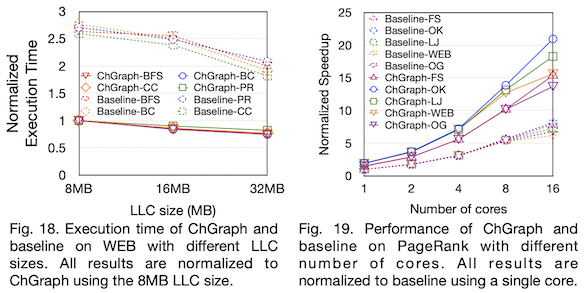 3
2.5
2
1.5
1
0.5
0
Normalized
Execution Time
ChGraph-BFS
ChGraph-BC
ChGraph-CC
ChGraph-PR
Baseline-BFS
Baseline-PR
Baseline-BC
Baseline-CC
8MB
16MB
32MB
LLC size (MB)
Fig. 18. Execution time of ChGraph and
baseline on WEB with different LLC
sizes. All results are normalized to
ChGraph using the 8MB LLC size.
25
20
15
10
5
0
Normalized Speedup
Baseline-FS
Baseline-OK
Baseline-LJ
Baseline-WEB
Baseline-OG
ChGraph-FS
ChGraph-OK
ChGraph-LJ
ChGraph-WEB
ChGraph-OG
1
2
4
8
16
Number of cores
Fig. 19. Performance of ChGraph and
baseline on PageRank with different
number of cores. All results are
normalized to baseline using a single core.